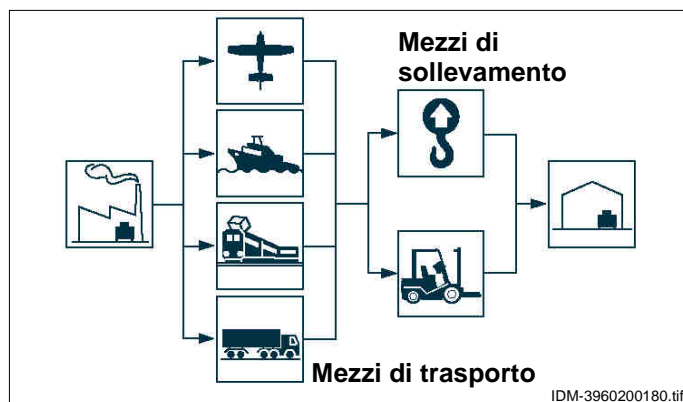 Mezzi di
sollevamento
Mezzi di trasporto
IDM-3960200180.tif